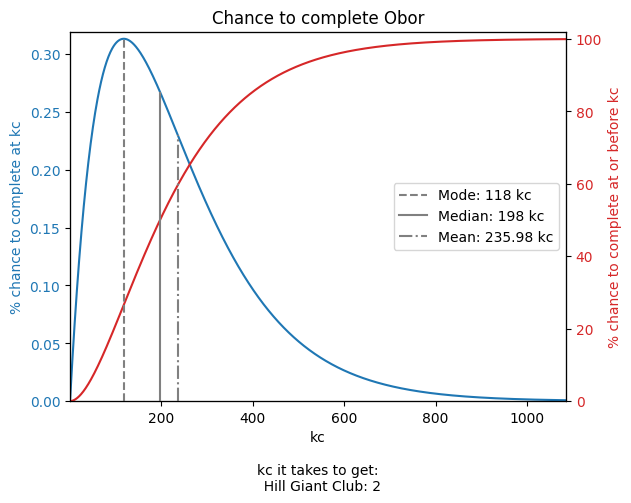 Chance to complete Obor
% chance to complete at kc
0.30
0.25
0.20
0.15
0.10
0.05
0.00
100
80
60
40
20
0
% chance to complete at or before kc
Mode: 118 kc
Median: 198 kc
Mean: 235.98 kc
200
400
600
800
1000
kc
kc it takes to get:
Hill Giant Club: 2